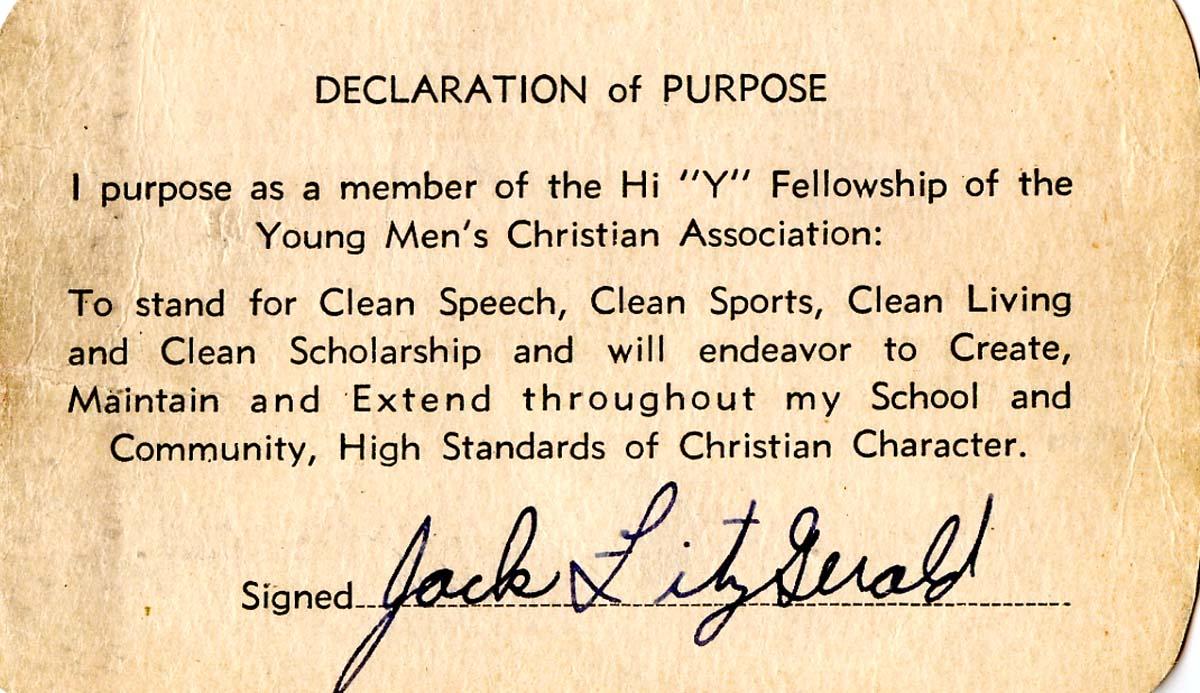 DECLARATION of PURPOSE
I purpose as a member of the Hi "Y" Fellowship of the
Young Men's Christian Association:
To stand for Clean Speech, Clean Sports, Clean Living
and Clean Scholarship and will endeavor to Create,
Maintain and Extend throughout my School and
Community, High Standards of Christian Character.
Signed Jack FitzGerald